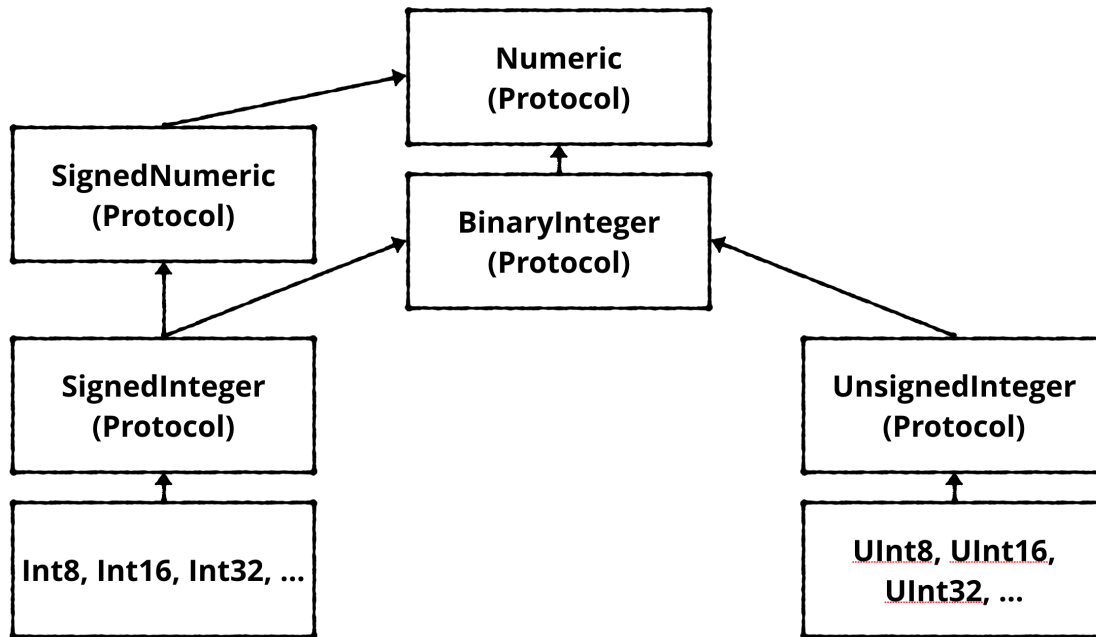 Numeric
(Protocol)
SignedNumeric
(Protocol)
BinaryInteger
(Protocol)
SignedInteger
(Protocol)
UnsignedInteger
(Protocol)
Int8, Int16, Int32, ...
UInt8, UInt16,
UInt32, ...